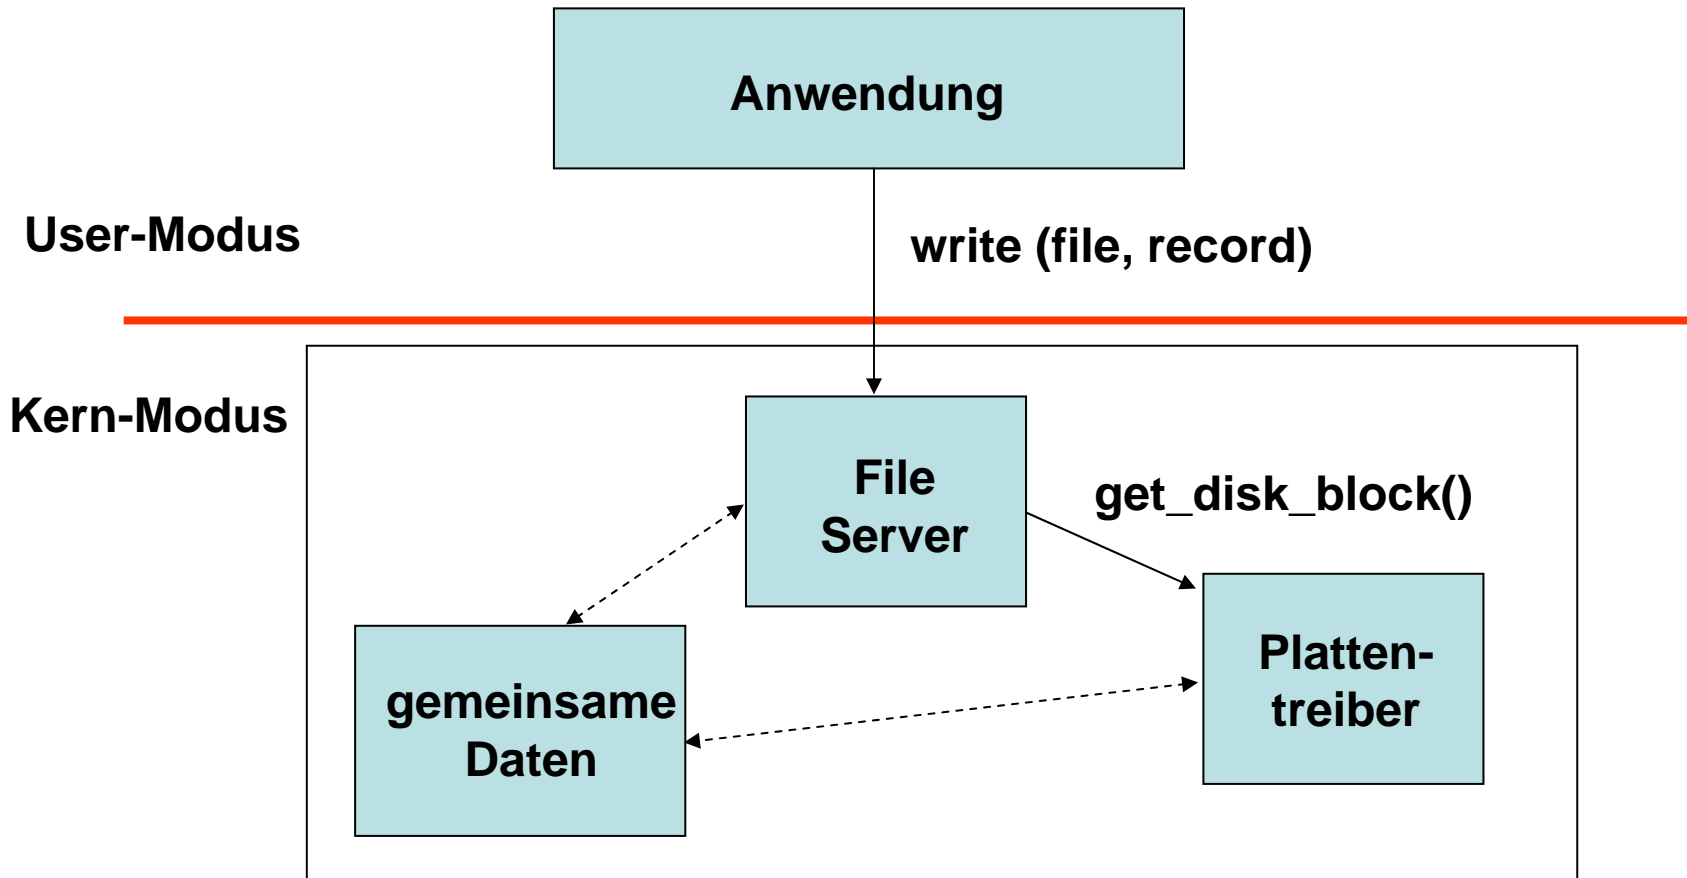 Anwendung
User-Modus
write (file, record)
Kern-Modus
File
Server
get_disk_block()
Platten-
treiber
gemeinsame
Daten